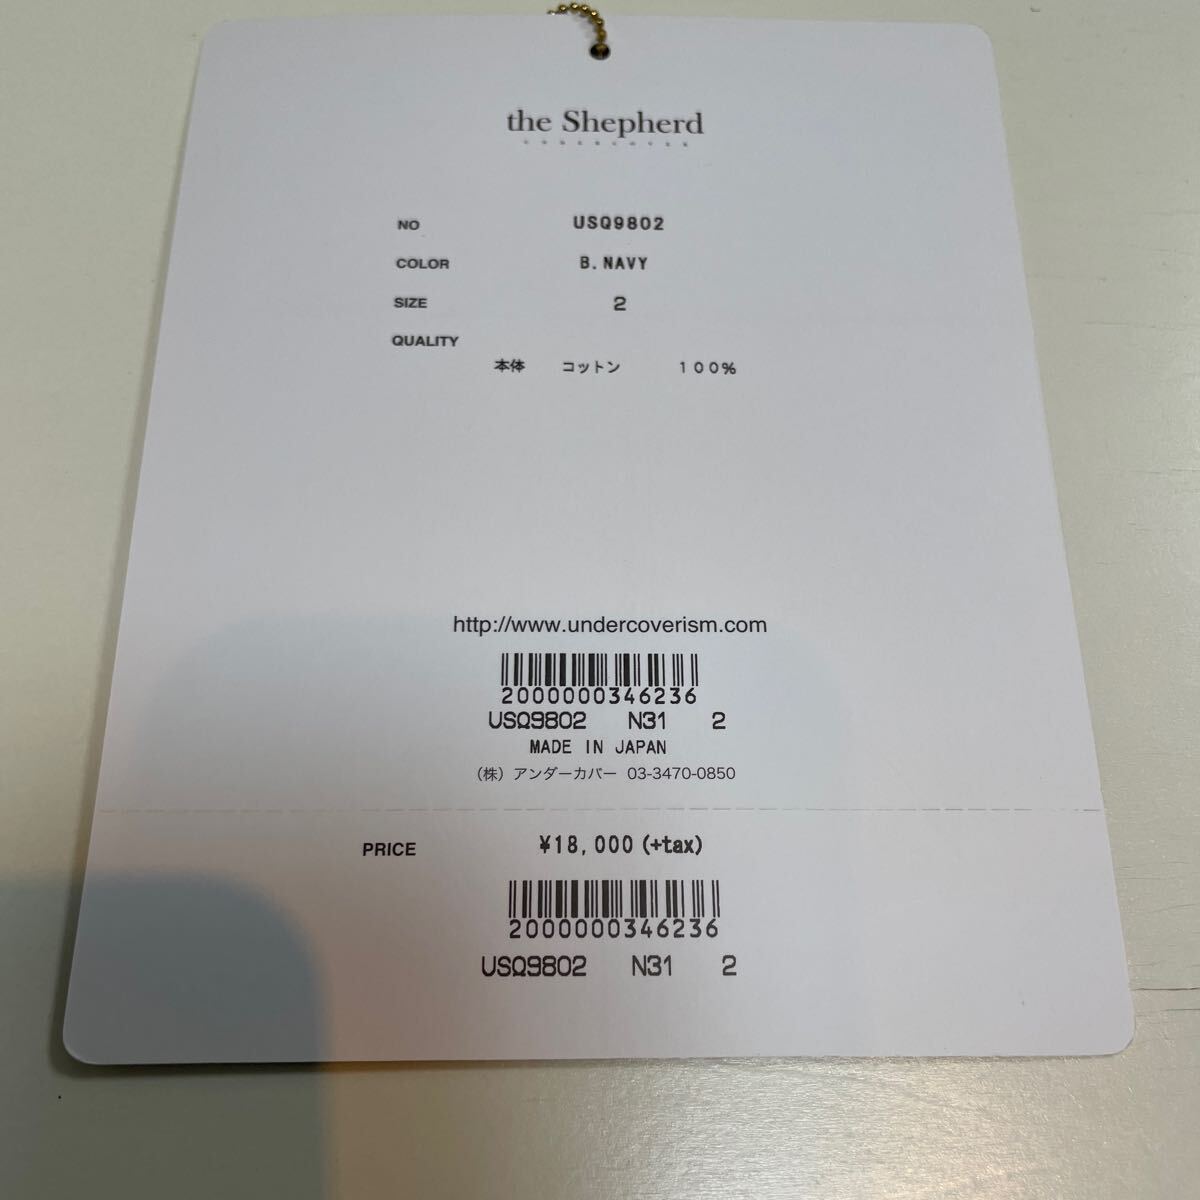 the Shepherd
UNDERCOVER
NO USQ9802
COLOR B.NAVY
SIZE 2
QUALITY
本体 コットン 100%
http://www.undercoverism.com
2000000346236
USQ9802 N31 2
MADE IN JAPAN
（株）アンダーカバー 03-3470-0850
PRICE ¥18,000(+tax)
2000000346236
USQ9802 N31 2